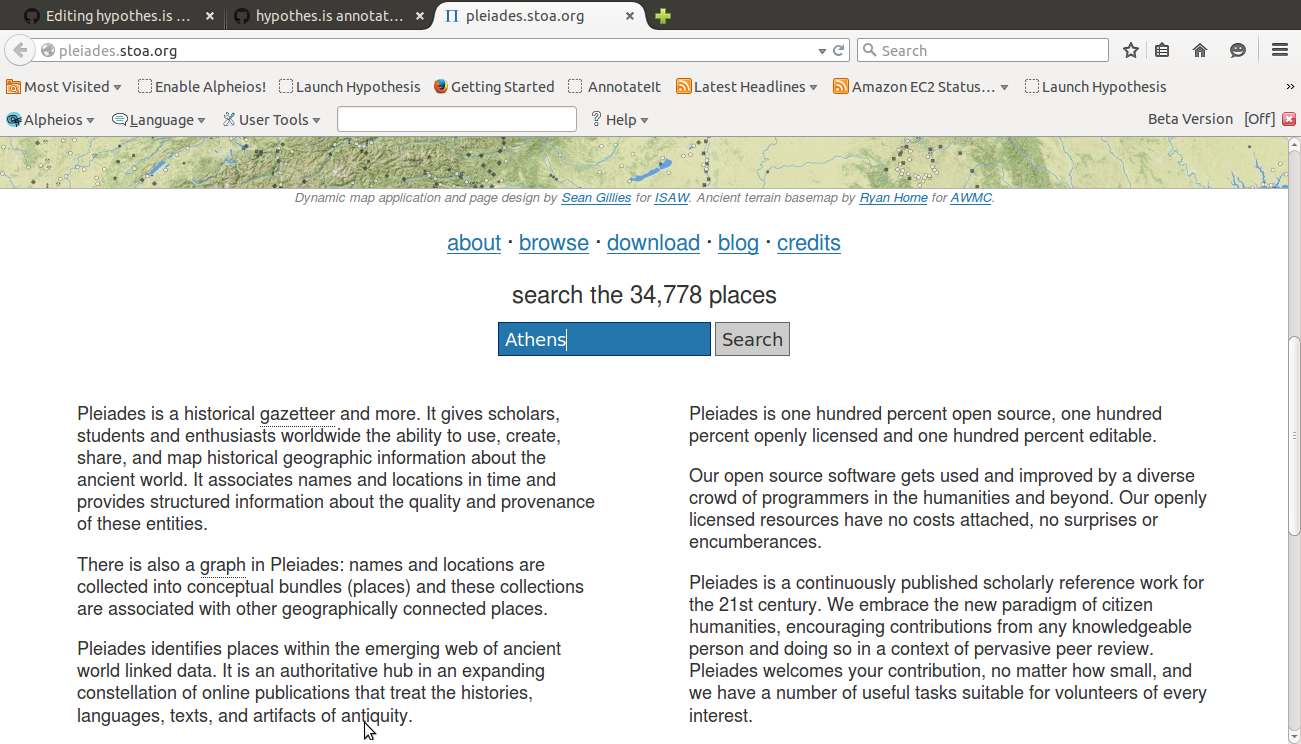 Editing hypothes.is ...
hypothes.is annotat...
pleiades.stoa.org
pleiades.stoa.org
Search
Most Visited
Enable Alpheios!
Launch Hypothesis
Getting Started
AnnotateIt
Latest Headlines
Amazon EC2 Status...
Launch Hypothesis
»
Alpheios
Language
User Tools
? Help
Beta Version
[Off]
Dynamic map application and page design by Sean Gillies for ISAW. Ancient terrain basemap by Ryan Horne for AWMC.
about · browse · download · blog · credits
search the 34,778 places
Athens
Search
Pleiades is a historical gazetteer and more. It gives scholars,
students and enthusiasts worldwide the ability to use, create,
share, and map historical geographic information about the
ancient world. It associates names and locations in time and
provides structured information about the quality and provenance
of these entities.
There is also a graph in Pleiades: names and locations are
collected into conceptual bundles (places) and these collections
are associated with other geographically connected places.
Pleiades identifies places within the emerging web of ancient
world linked data. It is an authoritative hub in an expanding
constellation of online publications that treat the histories,
languages, texts, and artifacts of antiquity.
Pleiades is one hundred percent open source, one hundred
percent openly licensed and one hundred percent editable.
Our open source software gets used and improved by a diverse
crowd of programmers in the humanities and beyond. Our openly
licensed resources have no costs attached, no surprises or
encumberances.
Pleiades is a continuously published scholarly reference work for
the 21st century. We embrace the new paradigm of citizen
humanities, encouraging contributions from any knowledgeable
person and doing so in a context of pervasive peer review.
Pleiades welcomes your contribution, no matter how small, and
we have a number of useful tasks suitable for volunteers of every
interest.